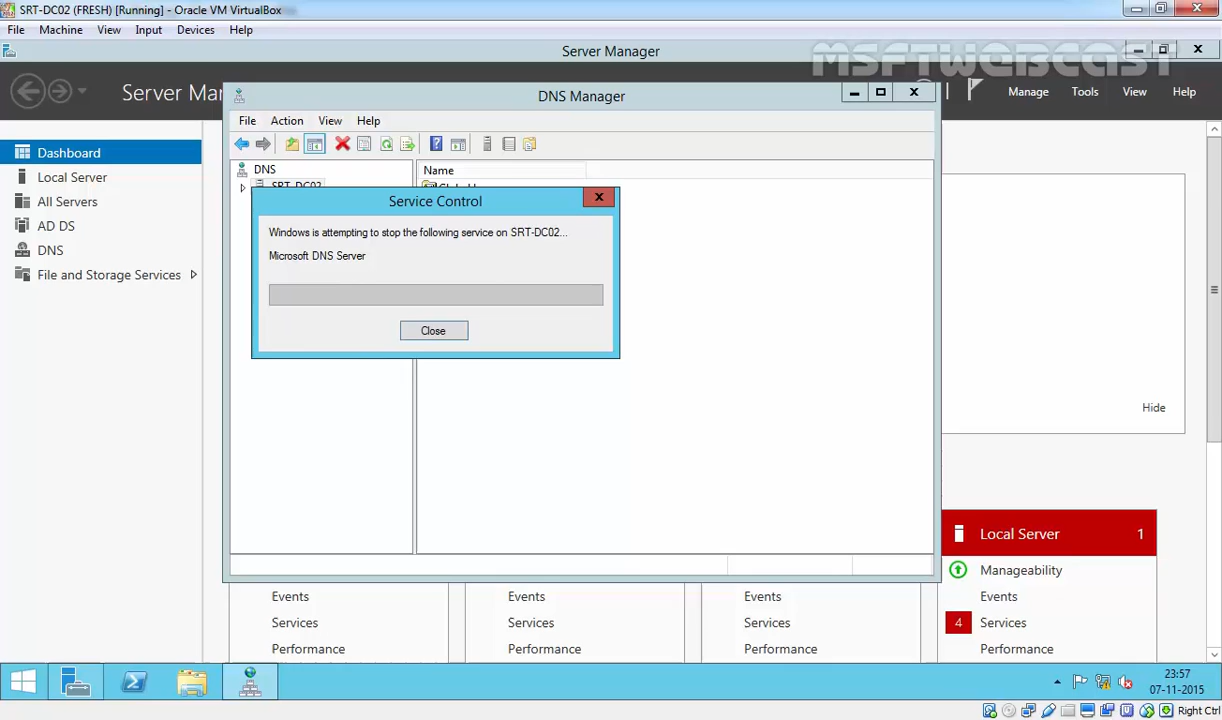 SRT-DC02 (FRESH) [Running] - Oracle VM VirtualBox
File Machine View Input Devices Help
Server Manager
MSFTWEBCAST
Server Mar
Manage Tools View Help
DNS Manager
File Action View Help
Dashboard
Local Server
All Servers
AD DS
DNS
File and Storage Services
DNS
SRT-DC02
Name
Service Control
Windows is attempting to stop the following service on SRT-DC02...
Microsoft DNS Server
Close
Hide
Local Server 1
Manageability
Events
4 Services
Performance
Events
Services
Performance
Events
Services
Performance
Events
Services
Performance
23:57
07-11-2015
Right Ctrl